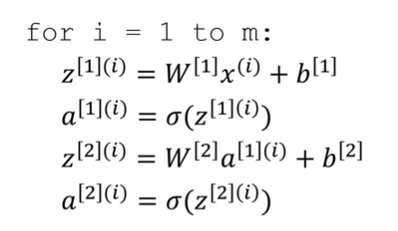 for i = 1 to m:
z[1](i) = W[1]x(i) + b[1]
a[1](i) = σ(z[1](i))
z[2](i) = W[2]a[1](i) + b[2]
a[2](i) = σ(z[2](i))